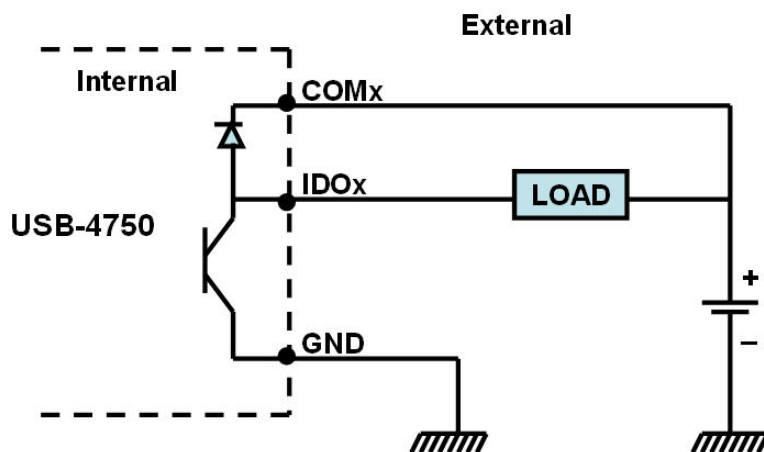 External
Internal
COMx
IDOx
LOAD
USB-4750
+
–
GND